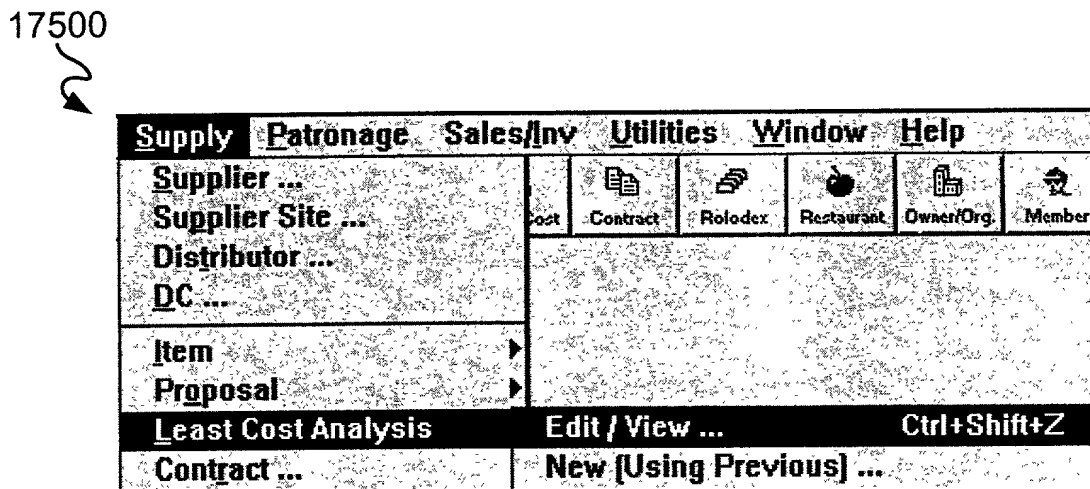 17500
Supply Patronage Sales/Inv Utilities Window Help
Supplier ...
Cost Contract Rolodex Restaurant Owner/Org. Member
Supplier Site ...
Distributor ...
DC ...
Item
Proposal
Least Cost Analysis Edit / View ... Ctrl+Shift+Z
Contract ... New (Using Previous) ...